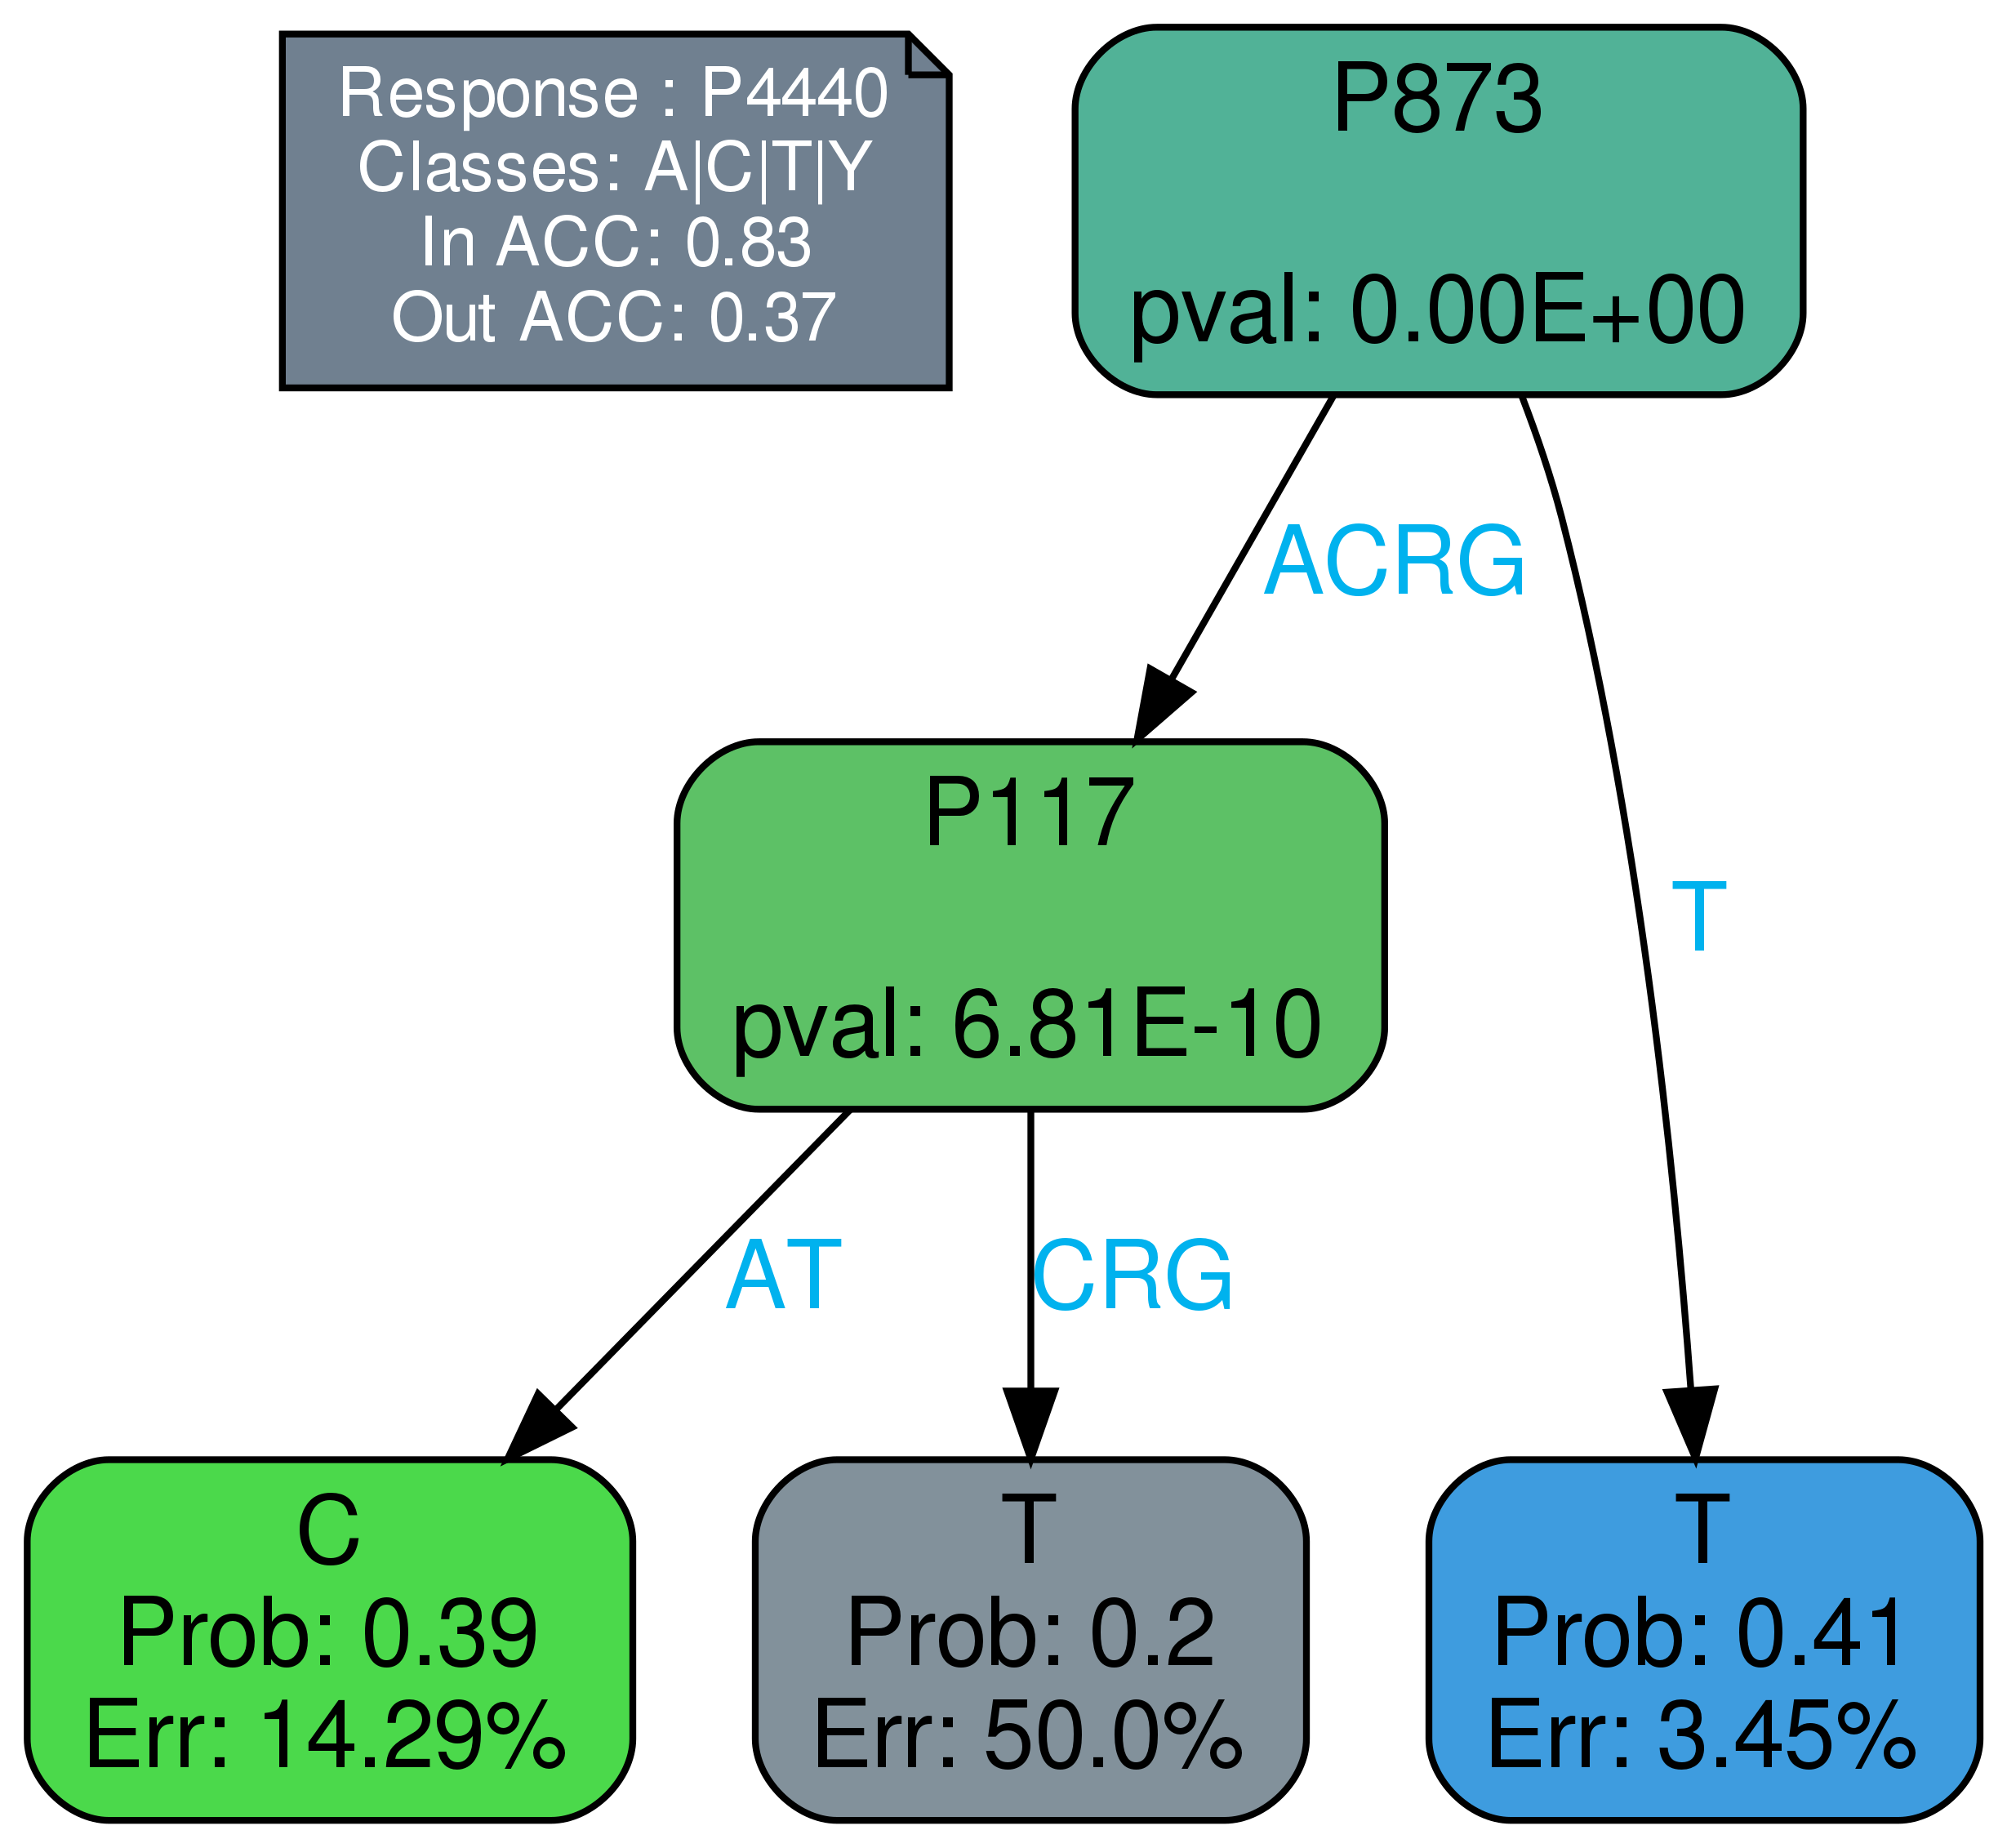 Response : P4440
Classes: A|C|T|Y
In ACC: 0.83
Out ACC: 0.37
P873
pval: 0.00E+00
ACRG
T
P117
pval: 6.81E-10
AT
CRG
C
Prob: 0.39
Err: 14.29%
T
Prob: 0.2
Err: 50.0%
T
Prob: 0.41
Err: 3.45%